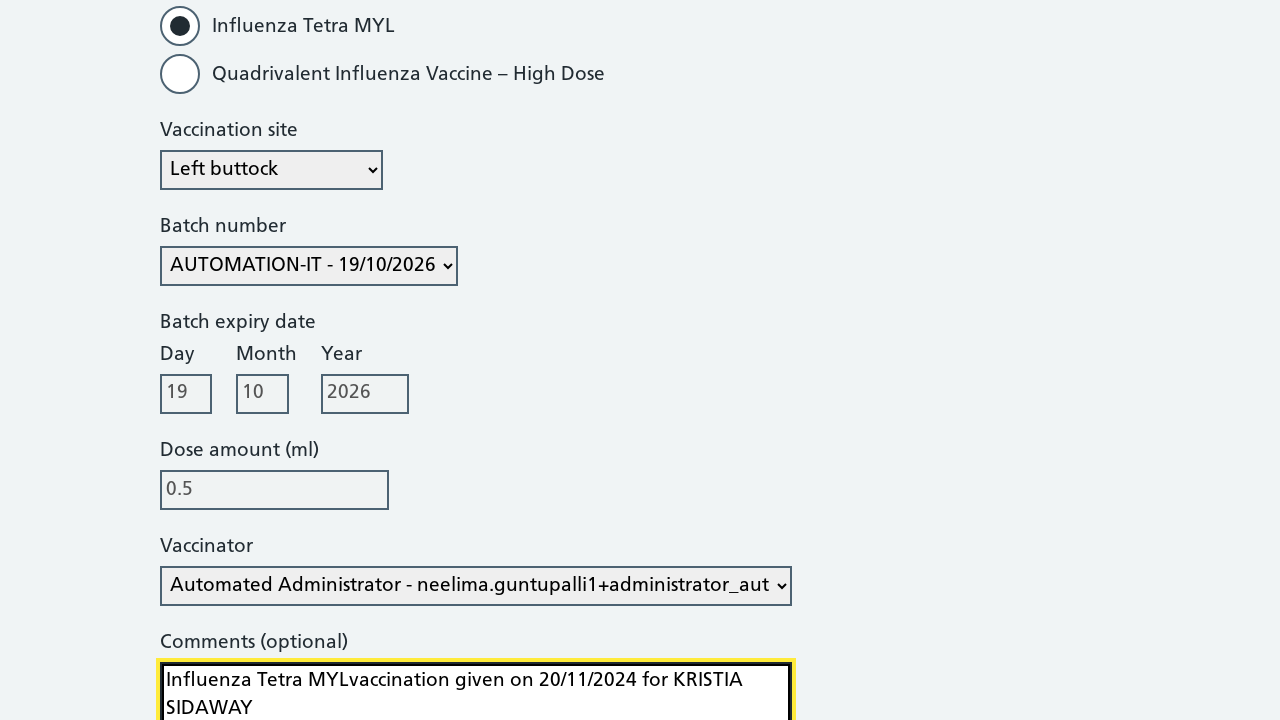 Influenza Tetra MYL
Quadrivalent Influenza Vaccine – High Dose
Vaccination site
Left buttock
Batch number
AUTOMATION-IT - 19/10/2026
Batch expiry date
Day Month Year
19 10 2026
Dose amount (ml)
0.5
Vaccinator
Automated Administrator - neelima.guntupalli1+administrator_aut
Comments (optional)
Influenza Tetra MYLvaccination given on 20/11/2024 for KRISTIA
SIDAWAY